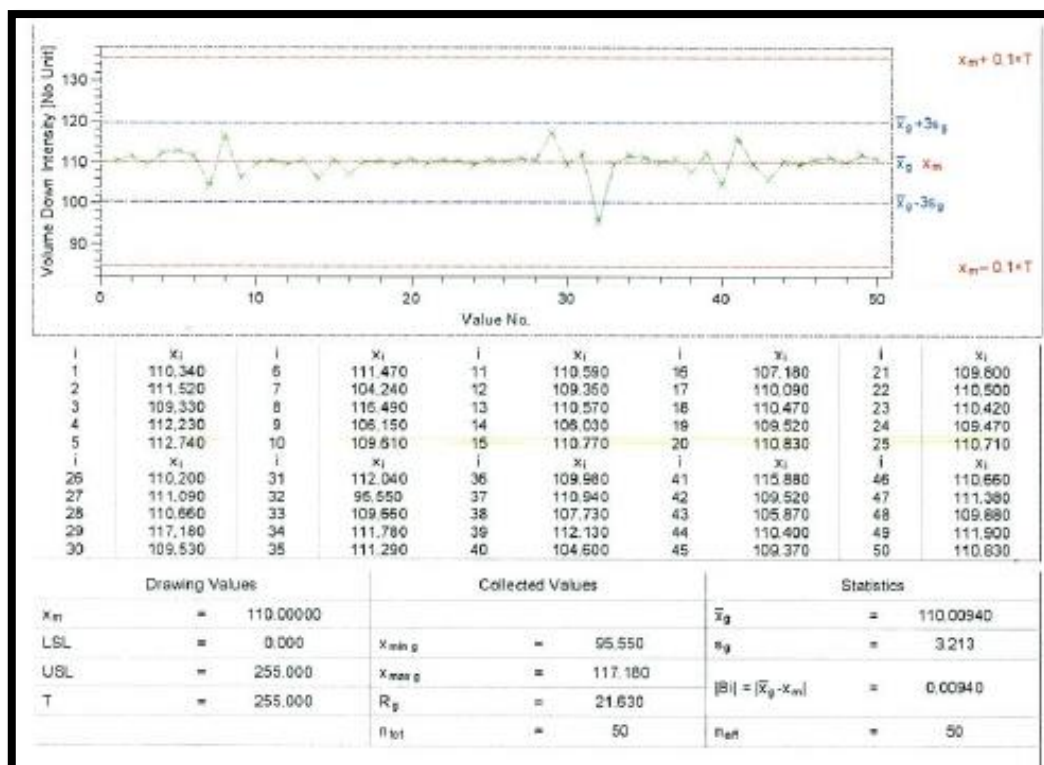 Volume Down Intensity [No Unit]
130
120
110
100
90
0 10 20 30 40 50
Value No.
xm+ 0.1*T
x̄g+3sg
x̄g xm
x̄g-3sg
xm- 0.1*T
i xi i xi i xi i xi i xi
1 110,340 6 111,470 11 110,590 16 107,180 21 109,600
2 111,520 7 104,240 12 109,350 17 110,090 22 110,500
3 109,330 8 116,490 13 110,570 18 110,470 23 110,420
4 112,230 9 106,150 14 106,030 19 109,520 24 109,470
5 112,740 10 109,610 15 110,770 20 110,830 25 110,710
i xi i xi i xi i xi i xi
26 110,200 31 112,040 36 109,980 41 115,880 46 110,660
27 111,090 32 95,550 37 110,940 42 109,520 47 111,380
28 110,660 33 109,660 38 107,730 43 105,870 48 109,880
29 117,180 34 111,780 39 112,130 44 110,400 49 111,900
30 109,530 35 111,290 40 104,600 45 109,370 50 110,830
Drawing Values Collected Values Statistics
xm = 110.00000 x̄g = 110,00940
LSL = 0.000 xmin g = 95,550 sg = 3.213
USL = 255.000 xmax g = 117,180 |Bi| = |x̄g-xm| = 0,00940
T = 255.000 Rg = 21.630
ntot = 50 neff = 50